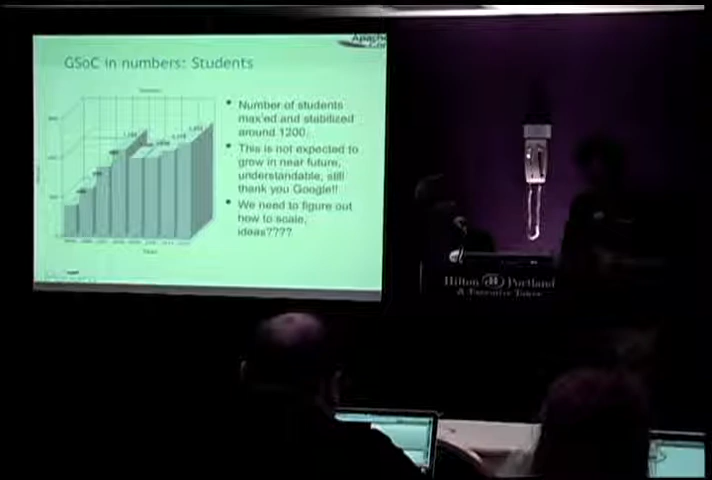 Apache
Con
GSoC in numbers: Students
• Number of students
max'ed and stabilized
around 1200.
• This is not expected to
grow in near future,
understandable, still
thank you Google!!
• We need to figure out
how to scale,
ideas????
Hilton Portland
& Executive Tower